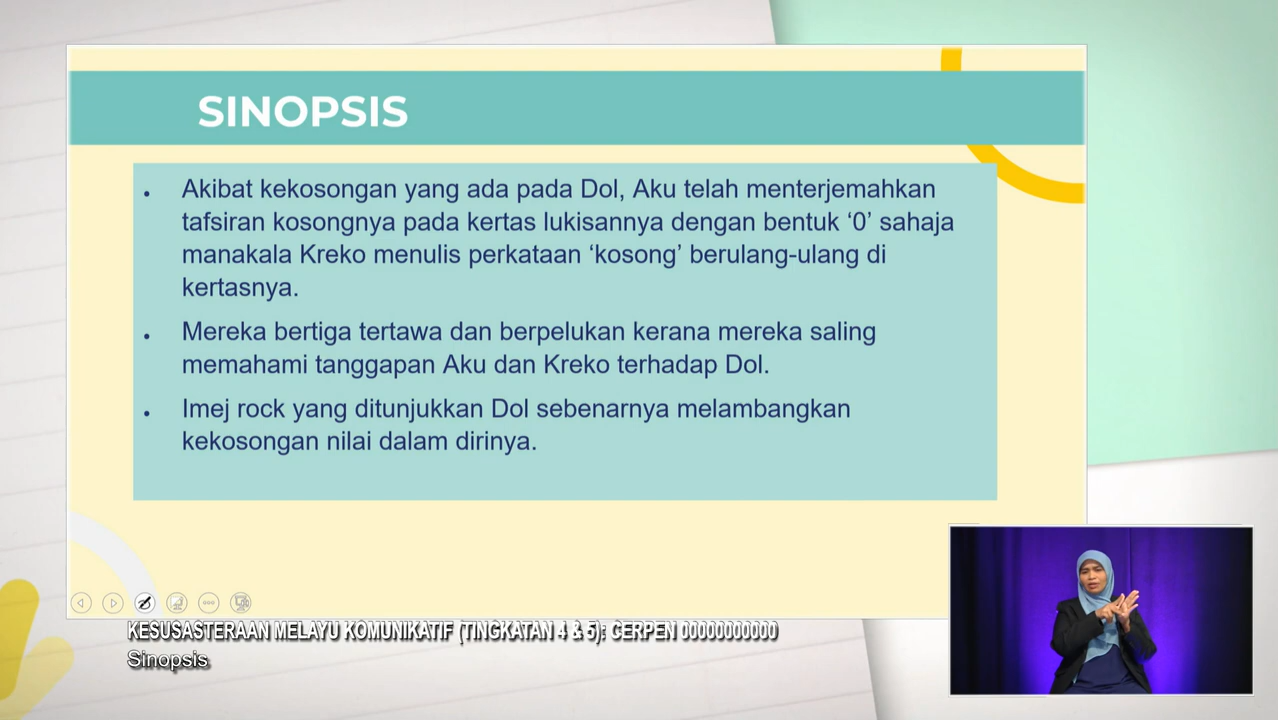 SINOPSIS
• Akibat kekosongan yang ada pada Dol, Aku telah menterjemahkan
tafsiran kosongnya pada kertas lukisannya dengan bentuk ‘0’ sahaja
manakala Kreko menulis perkataan ‘kosong’ berulang-ulang di
kertasnya.
• Mereka bertiga tertawa dan berpelukan kerana mereka saling
memahami tanggapan Aku dan Kreko terhadap Dol.
• Imej rock yang ditunjukkan Dol sebenarnya melambangkan
kekosongan nilai dalam dirinya.
KESUSASTERAAN MELAYU KOMUNIKATIF (TINGKATAN 4 & 5): CERPEN 00000000000
Sinopsis